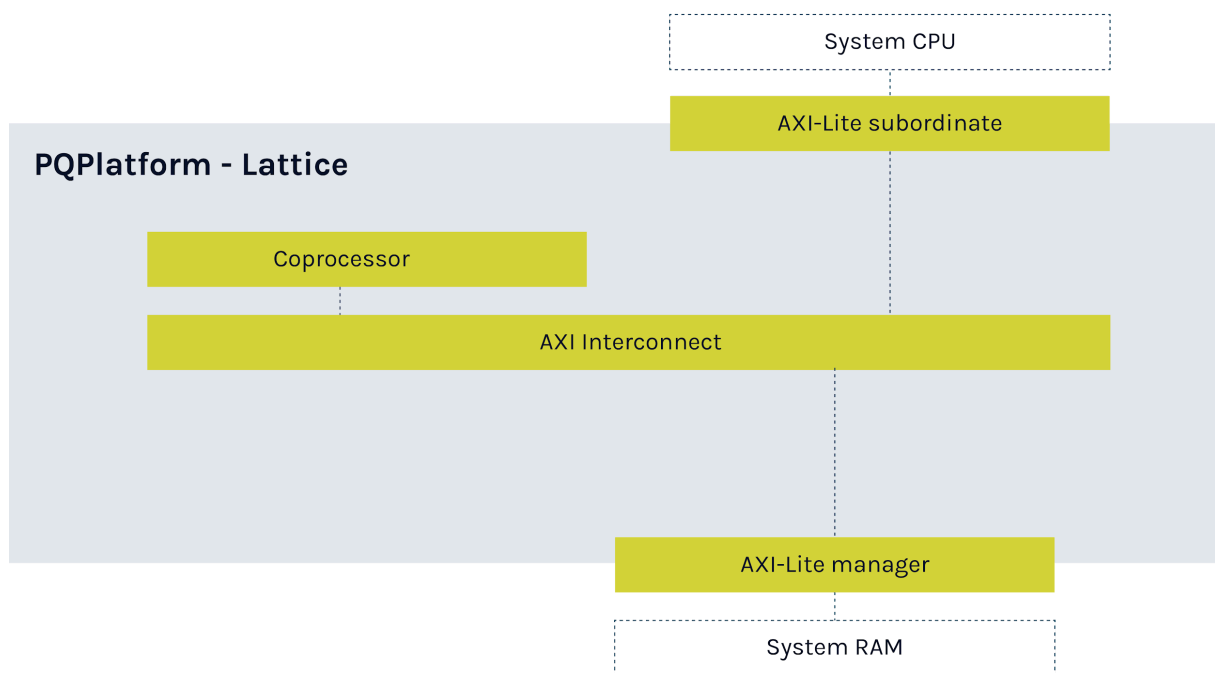 System CPU
AXI-Lite subordinate
PQPlatform - Lattice
Coprocessor
AXI Interconnect
AXI-Lite manager
System RAM